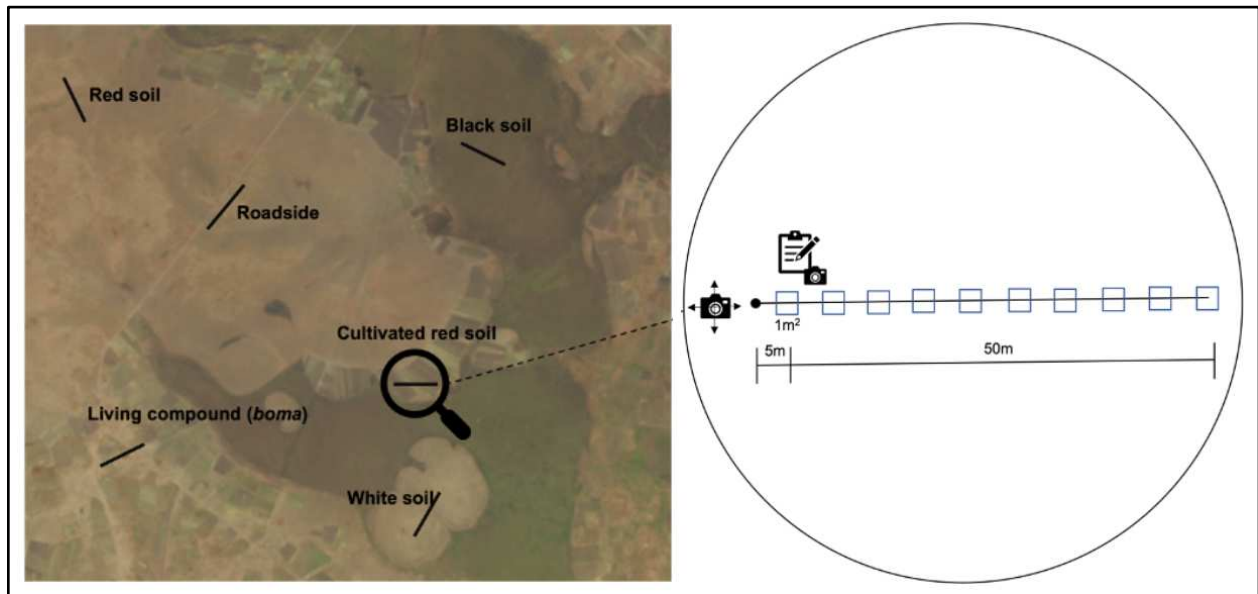 Red soil
Black soil
Roadside
Cultivated red soil
Living compound (boma)
White soil
1m²
5m
50m